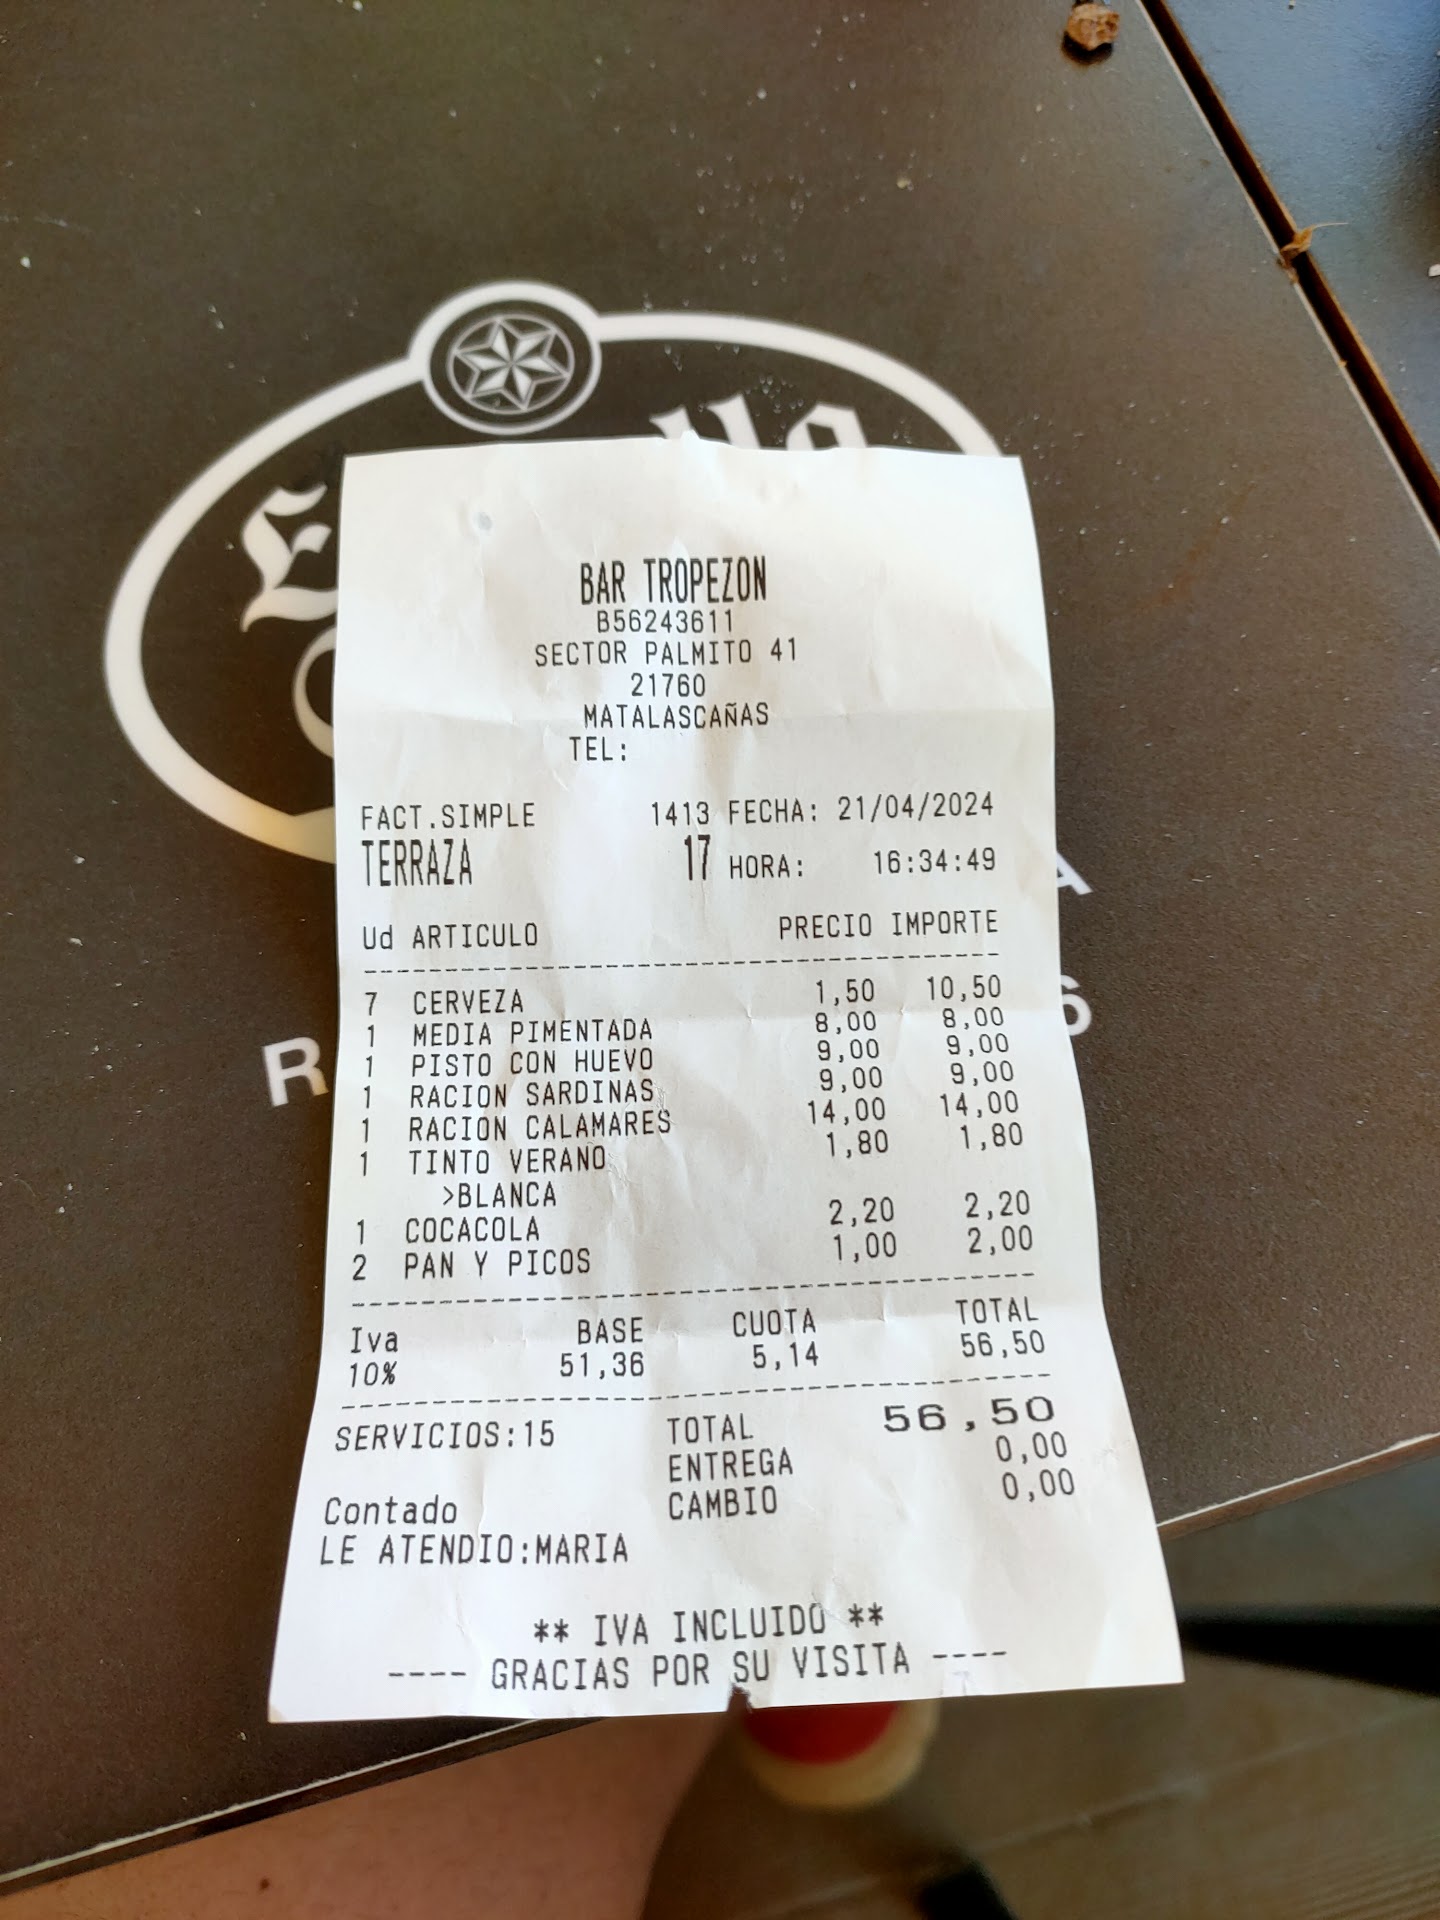 BAR TROPEZON
B56243611
SECTOR PALMITO 41
21760
MATALASCAÑAS
TEL:
FACT.SIMPLE 1413 FECHA: 21/04/2024
TERRAZA 17 HORA: 16:34:49
Ud ARTICULO PRECIO IMPORTE
7 CERVEZA 1,50 10,50
1 MEDIA PIMENTADA 8,00 8,00
1 PISTO CON HUEVO 9,00 9,00
1 RACION SARDINAS 9,00 9,00
1 RACION CALAMARES 14,00 14,00
1 TINTO VERANO 1,80 1,80
>BLANCA
1 COCACOLA 2,20 2,20
2 PAN Y PICOS 1,00 2,00
Iva BASE CUOTA TOTAL
10% 51,36 5,14 56,50
SERVICIOS:15 TOTAL 56,50
ENTREGA 0,00
Contado CAMBIO 0,00
LE ATENDIO:MARIA
** IVA INCLUIDO **
---- GRACIAS POR SU VISITA ----